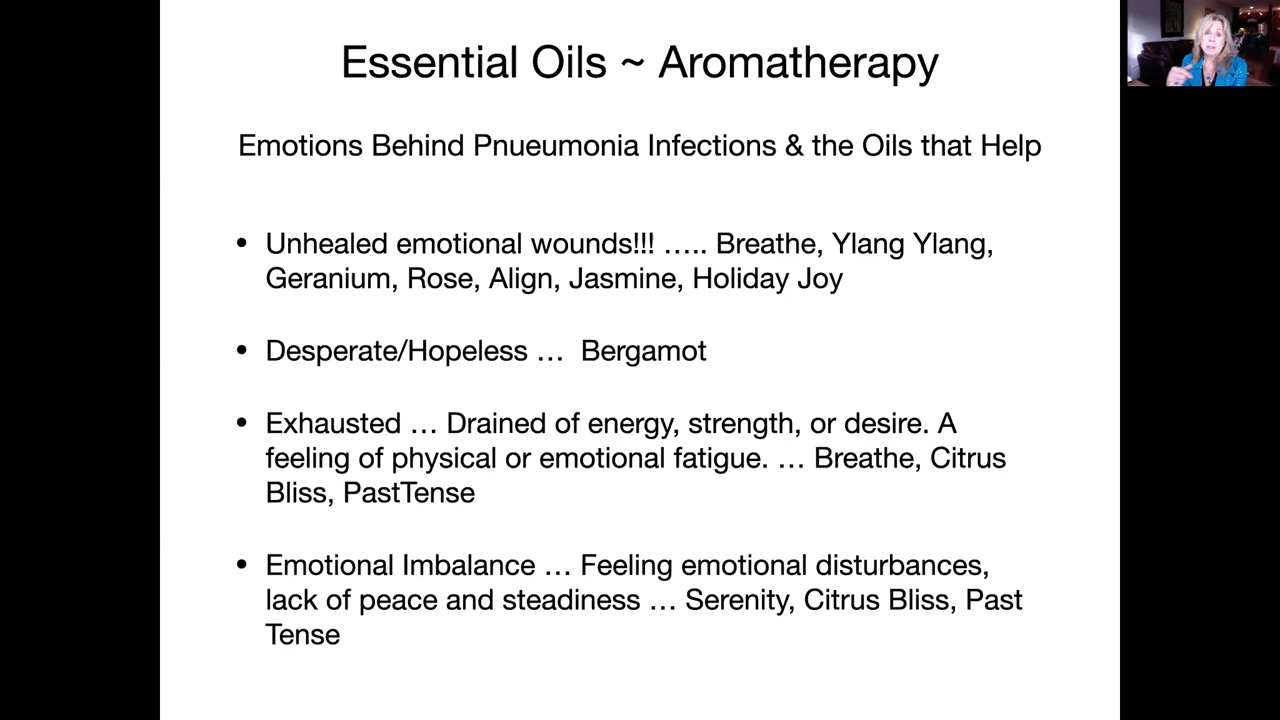 Essential Oils ~ Aromatherapy
Emotions Behind Pnueumonia Infections & the Oils that Help
• Unhealed emotional wounds!!! ….. Breathe, Ylang Ylang,
Geranium, Rose, Align, Jasmine, Holiday Joy
• Desperate/Hopeless … Bergamot
• Exhausted … Drained of energy, strength, or desire. A
feeling of physical or emotional fatigue. … Breathe, Citrus
Bliss, PastTense
• Emotional Imbalance … Feeling emotional disturbances,
lack of peace and steadiness … Serenity, Citrus Bliss, Past
Tense